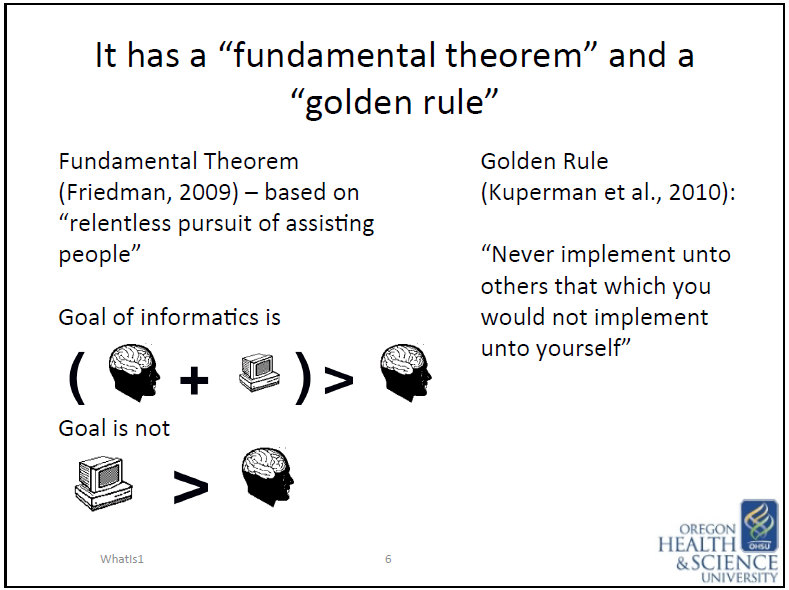 It has a “fundamental theorem” and a
“golden rule”
Fundamental Theorem
(Friedman, 2009) – based on
“relentless pursuit of assisting
people”
Goal of informatics is
( + ) >
Goal is not
>
Golden Rule
(Kuperman et al., 2010):
“Never implement unto
others that which you
would not implement
unto yourself”
WhatIs1
6
OREGON
HEALTH
&SCIENCE
UNIVERSITY
OHSU